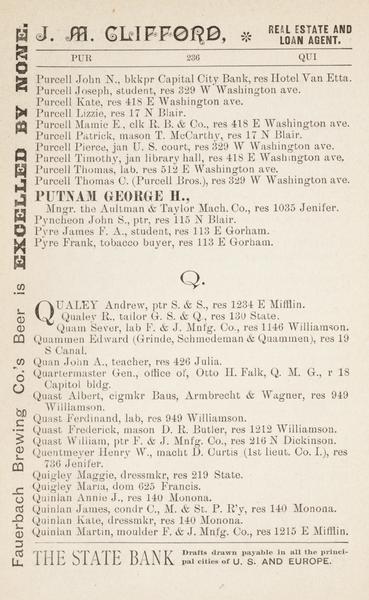 J. M. CLIFFORD, * REAL ESTATE AND LOAN AGENT.
PUR 236 QUI
Purcell John N., bkkpr Capital City Bank, res Hotel Van Etta.
Purcell Joseph, student, res 329 W Washington ave.
Purcell Kate, res 418 E Washington ave.
Purcell Lizzie, res 17 N Blair.
Purcell Mamie E., clk R. B. & Co., res 418 E Washington ave.
Purcell Patrick, mason T. McCarthy, res 17 N Blair.
Purcell Pierce, jan U. S. court, res 329 W Washington ave.
Purcell Timothy, jan library hall, res 418 E Washington ave.
Purcell Thomas, lab, res 512 E Washington ave.
Purcell Thomas C. (Purcell Bros.), res 329 W Washington ave.
PUTNAM GEORGE H.,
Mngr. the Aultman & Taylor Mach. Co., res 1035 Jenifer.
Pyncheon John S., ptr, res 115 N Blair.
Pyre James F. A., student, res 113 E Gorham.
Pyre Frank, tobacco buyer, res 113 E Gorham.
Q.
QUALEY Andrew, ptr S. & S., res 1234 E Mifflin.
Qualey R., tailor G. S. & Q., res 130 State.
Quam Sever, lab F. & J. Mnfg. Co., res 1146 Williamson.
Quammen Edward (Grinde, Schmedeman & Quammen), res 19
S Canal.
Quan John A., teacher, res 426 Julia.
Quartermaster Gen., office of, Otto H. Falk, Q. M. G., r 18
Capitol bldg.
Quast Albert, cigmkr Baus, Armbrecht & Wagner, res 949
Williamson.
Quast Ferdinand, lab, res 949 Williamson.
Quast Frederick, mason D. R. Butler, res 1212 Williamson.
Quast William, ptr F. & J. Mnfg. Co., res 216 N Dickinson.
Quentmeyer Henry W., macht D. Curtis (1st lieut. Co. I.), res
736 Jenifer.
Quigley Maggie, dressmkr, res 219 State.
Quigley Maria, dom 625 Francis.
Quinlan Annie J., res 140 Monona.
Quinlan James, condr C., M. & St. P. R'y, res 140 Monona.
Quinlan Kate, dressmkr, res 140 Monona.
Quinlan Martin, moulder F. & J. Mnfg. Co., res 1215 E Mifflin.
THE STATE BANK Drafts drawn payable in all the principal cities of U. S. AND EUROPE.
Fauerbach Brewing Co.'s Beer is EXCELLED BY NONE.